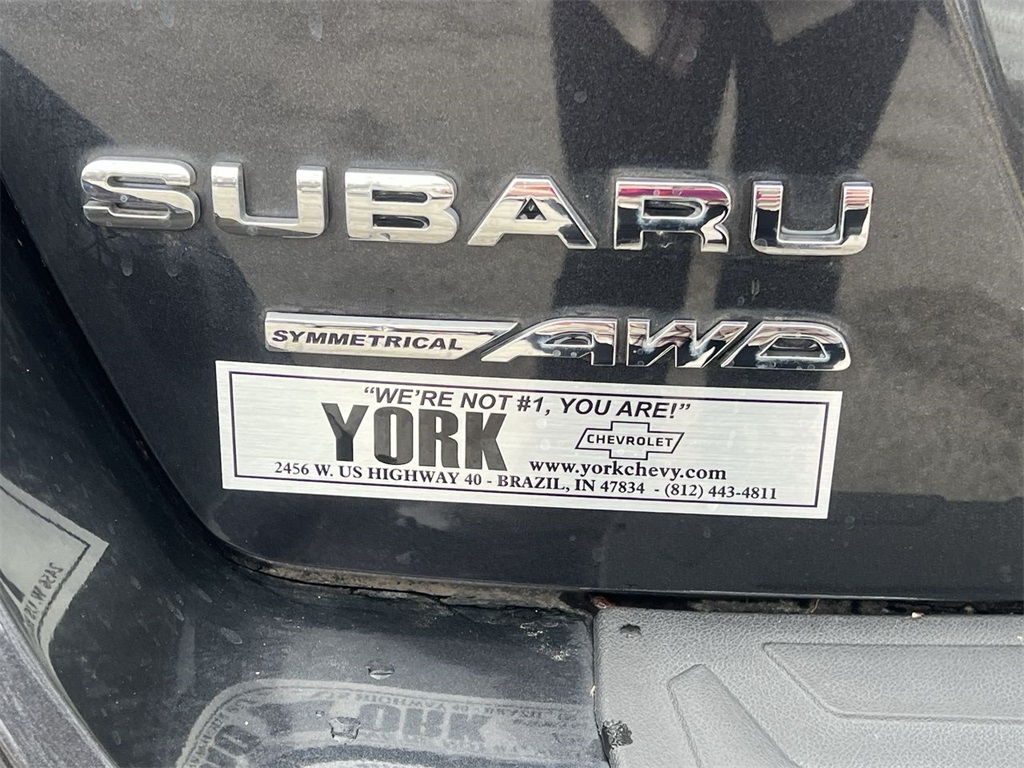 SUBARU
SYMMETRICAL AWD
"WE'RE NOT #1, YOU ARE!"
YORK
CHEVROLET
www.yorkchevy.com
2456 W. US HIGHWAY 40 - BRAZIL, IN 47834 - (812) 443-4811